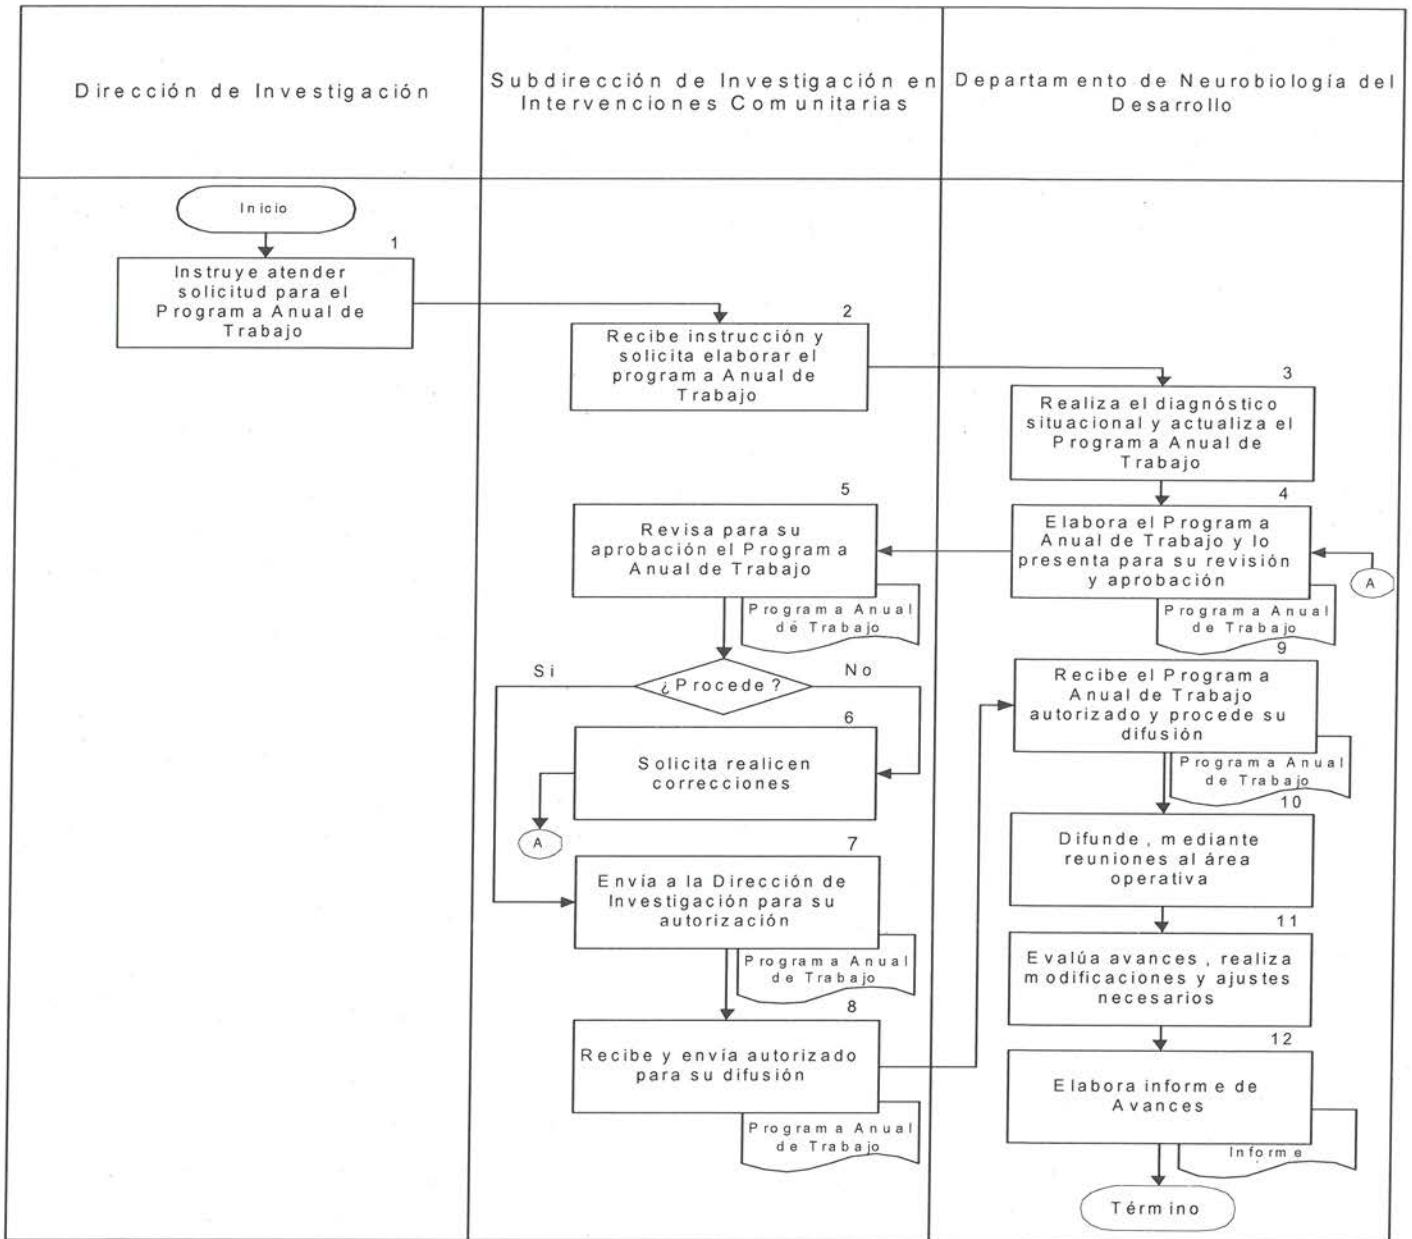 Dirección de Investigación
Subdirección de Investigación en
Intervenciones Comunitarias
Departamento de Neurobiología del
Desarrollo
Inicio
1
Instruye atender
solicitud para el
Programa Anual de
Trabajo
2
Recibe instrucción y
solicita elaborar el
programa Anual de
Trabajo
3
Realiza el diagnóstico
situacional y actualiza el
Programa Anual de
Trabajo
4
Elabora el Programa
Anual de Trabajo y lo
presenta para su revisión
y aprobación
A
Programa Anual
de Trabajo
5
Revisa para su
aprobación el Programa
Anual de Trabajo
Programa Anual
de Trabajo
¿Procede?
Si
No
6
Solicita realicen
correcciones
A
7
Envía a la Dirección de
Investigación para su
autorización
Programa Anual
de Trabajo
8
Recibe y envía autorizado
para su difusión
Programa Anual
de Trabajo
9
Recibe el Programa
Anual de Trabajo
autorizado y procede su
difusión
Programa Anual
de Trabajo
10
Difunde, mediante
reuniones al área
operativa
11
Evalúa avances, realiza
modificaciones y ajustes
necesarios
12
Elabora informe de
Avances
Informe
Término